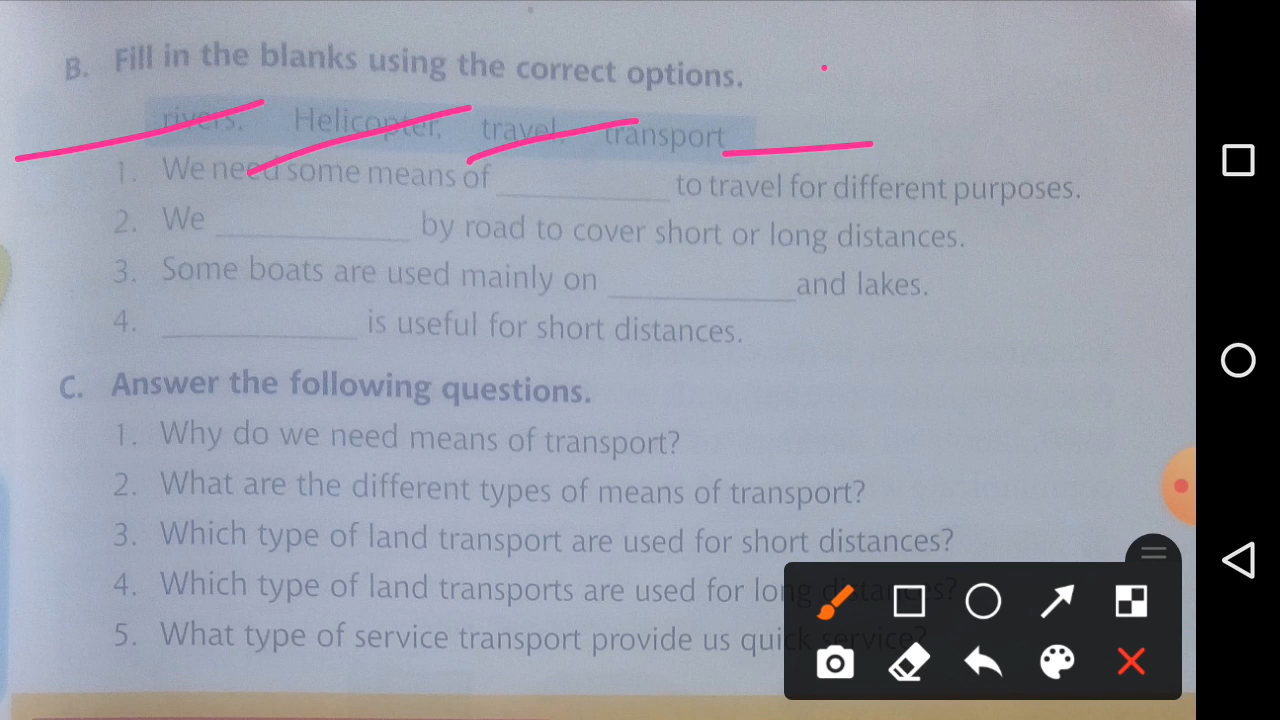 B. Fill in the blanks using the correct options.
rivers, Helicopter, travel, transport
1. We need some means of __________ to travel for different purposes.
2. We __________ by road to cover short or long distances.
3. Some boats are used mainly on __________ and lakes.
4. __________ is useful for short distances.
C. Answer the following questions.
1. Why do we need means of transport?
2. What are the different types of means of transport?
3. Which type of land transport are used for short distances?
4. Which type of land transports are used for long distances?
5. What type of service transport provide us quick service?